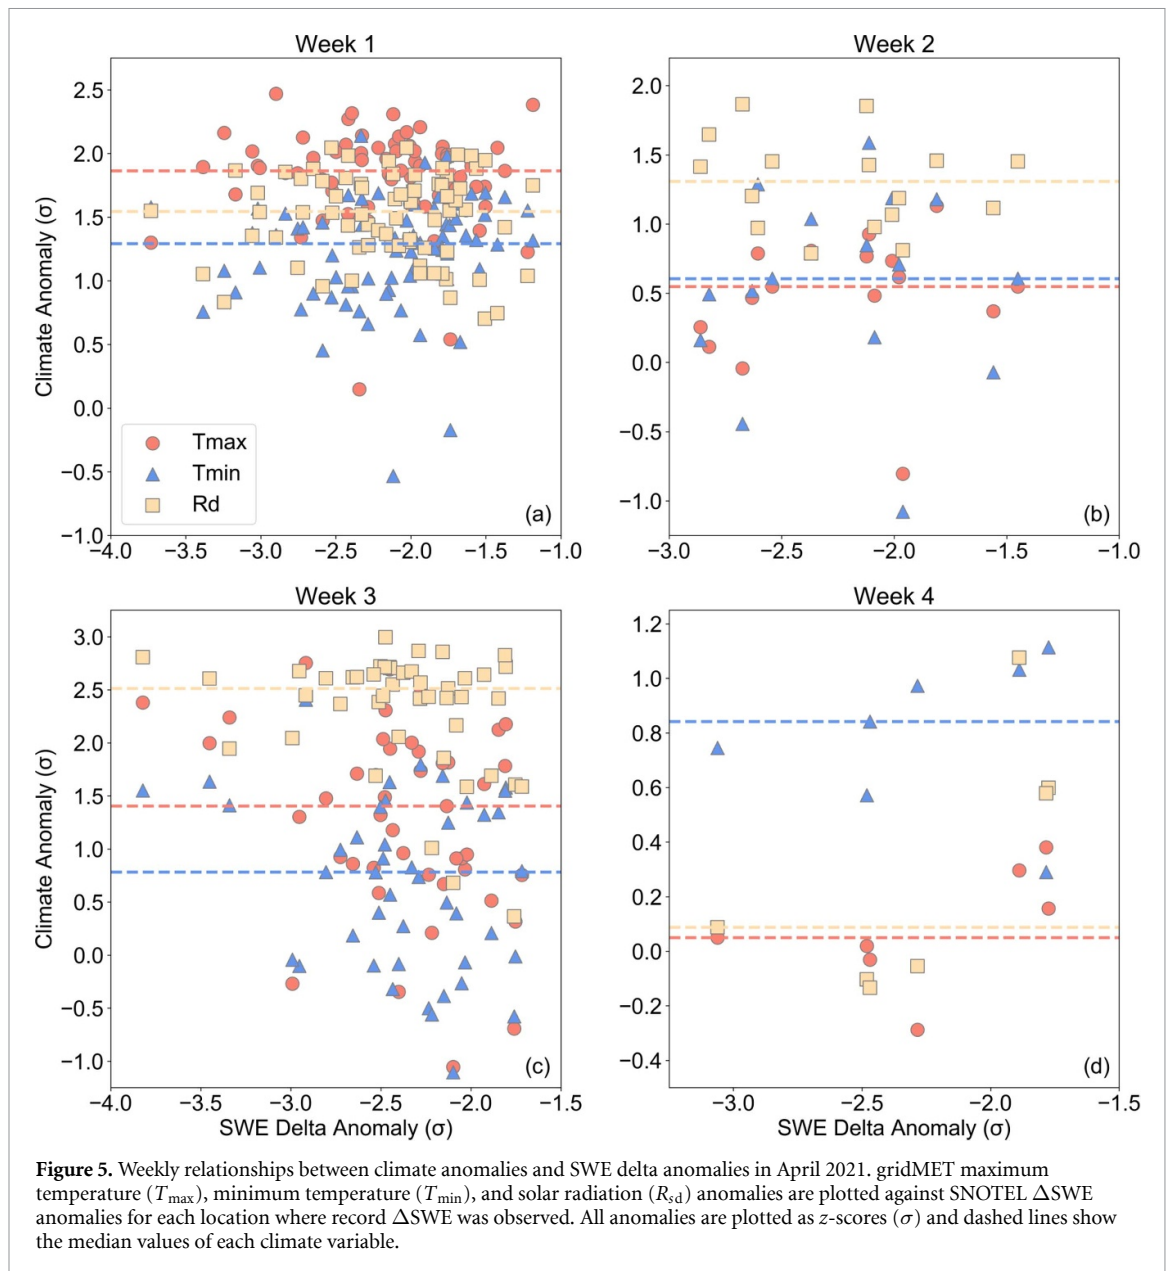 Week 1
Week 2
2.5
2.0
1.5
1.0
0.5
0.0
−0.5
−1.0
Climate Anomaly (σ)
Tmax
Tmin
Rd
(a)
−4.0 −3.5 −3.0 −2.5 −2.0 −1.5 −1.0
2.0
1.5
1.0
0.5
0.0
−0.5
−1.0
(b)
−3.0 −2.5 −2.0 −1.5 −1.0
Week 3
Week 4
3.0
2.5
2.0
1.5
1.0
0.5
0.0
−0.5
−1.0
Climate Anomaly (σ)
(c)
−4.0 −3.5 −3.0 −2.5 −2.0 −1.5
SWE Delta Anomaly (σ)
1.2
1.0
0.8
0.6
0.4
0.2
0.0
−0.2
−0.4
(d)
−3.0 −2.5 −2.0 −1.5
SWE Delta Anomaly (σ)
Figure 5. Weekly relationships between climate anomalies and SWE delta anomalies in April 2021. gridMET maximum
temperature (Tmax), minimum temperature (Tmin), and solar radiation (Rsd) anomalies are plotted against SNOTEL ΔSWE
anomalies for each location where record ΔSWE was observed. All anomalies are plotted as z-scores (σ) and dashed lines show
the median values of each climate variable.